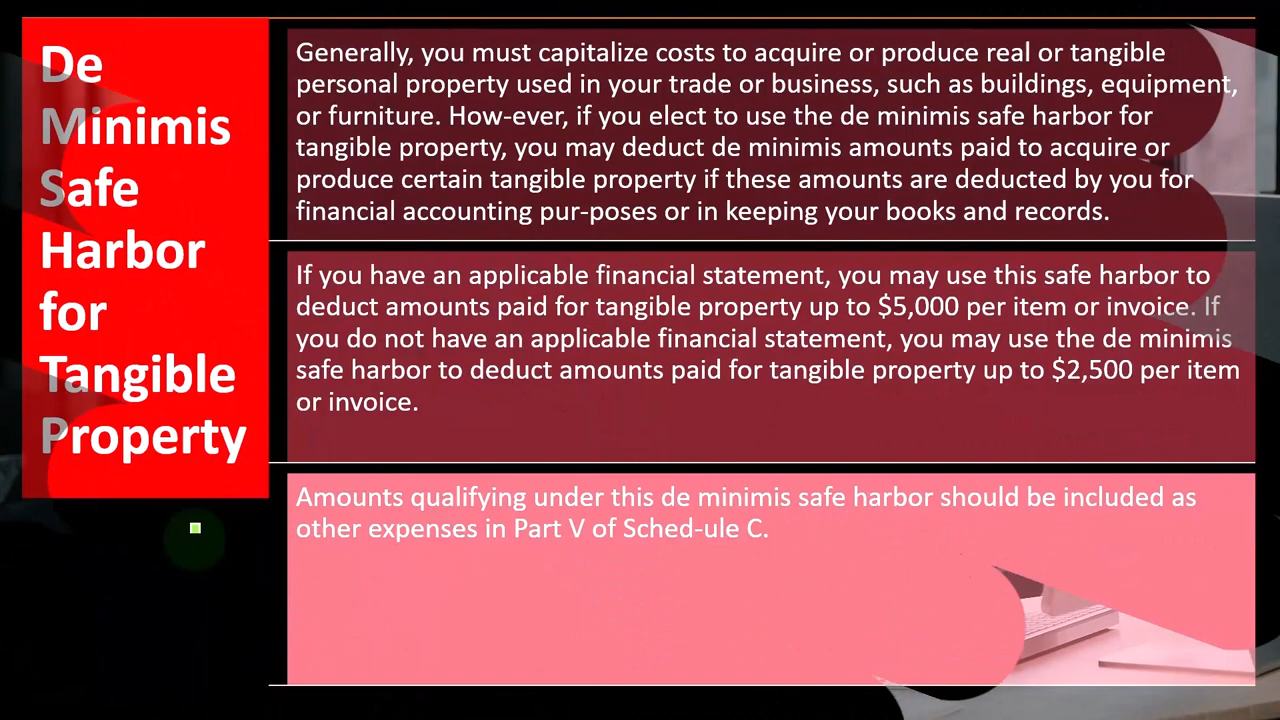 De
Minimis
Safe
Harbor
for
Tangible
Property
Generally, you must capitalize costs to acquire or produce real or tangible
personal property used in your trade or business, such as buildings, equipment,
or furniture. How-ever, if you elect to use the de minimis safe harbor for
tangible property, you may deduct de minimis amounts paid to acquire or
produce certain tangible property if these amounts are deducted by you for
financial accounting pur-poses or in keeping your books and records.
If you have an applicable financial statement, you may use this safe harbor to
deduct amounts paid for tangible property up to $5,000 per item or invoice. If
you do not have an applicable financial statement, you may use the de minimis
safe harbor to deduct amounts paid for tangible property up to $2,500 per item
or invoice.
Amounts qualifying under this de minimis safe harbor should be included as
other expenses in Part V of Sched-ule C.